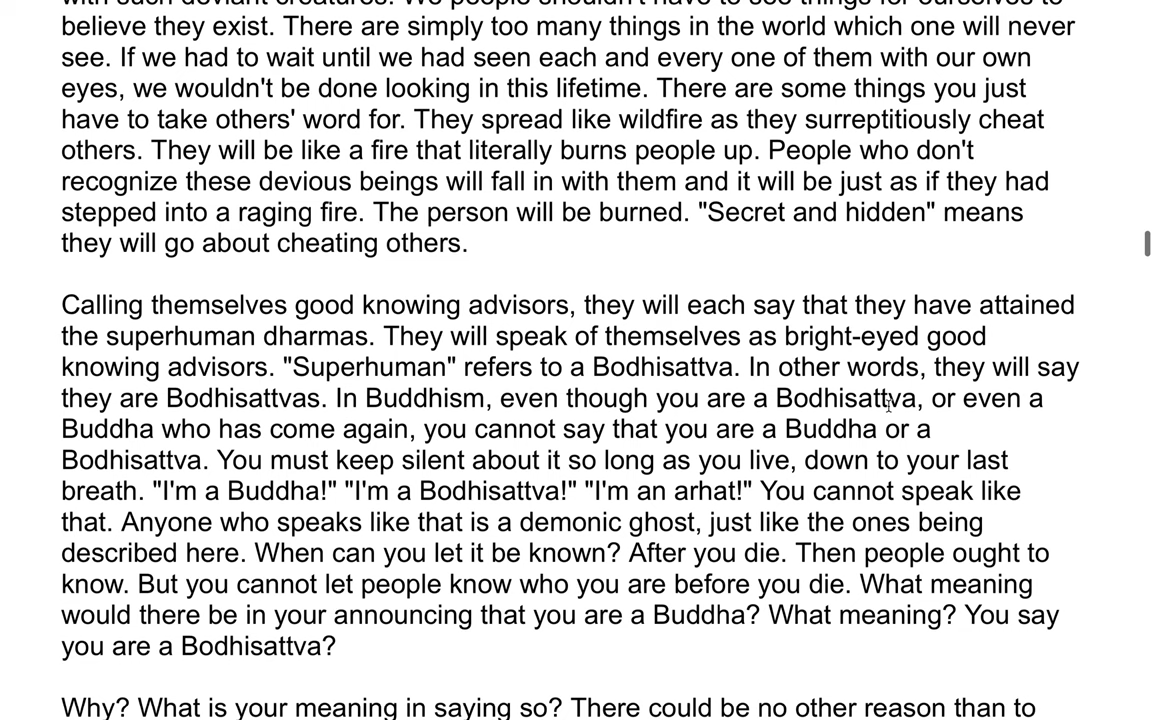 with such deviant creatures. We people shouldn't have to see things for ourselves to
believe they exist. There are simply too many things in the world which one will never
see. If we had to wait until we had seen each and every one of them with our own
eyes, we wouldn't be done looking in this lifetime. There are some things you just
have to take others' word for. They spread like wildfire as they surreptitiously cheat
others. They will be like a fire that literally burns people up. People who don't
recognize these devious beings will fall in with them and it will be just as if they had
stepped into a raging fire. The person will be burned. "Secret and hidden" means
they will go about cheating others.
Calling themselves good knowing advisors, they will each say that they have attained
the superhuman dharmas. They will speak of themselves as bright-eyed good
knowing advisors. "Superhuman" refers to a Bodhisattva. In other words, they will say
they are Bodhisattvas. In Buddhism, even though you are a Bodhisattva, or even a
Buddha who has come again, you cannot say that you are a Buddha or a
Bodhisattva. You must keep silent about it so long as you live, down to your last
breath. "I'm a Buddha!" "I'm a Bodhisattva!" "I'm an arhat!" You cannot speak like
that. Anyone who speaks like that is a demonic ghost, just like the ones being
described here. When can you let it be known? After you die. Then people ought to
know. But you cannot let people know who you are before you die. What meaning
would there be in your announcing that you are a Buddha? What meaning? You say
you are a Bodhisattva?
Why? What is your meaning in saying so? There could be no other reason than to